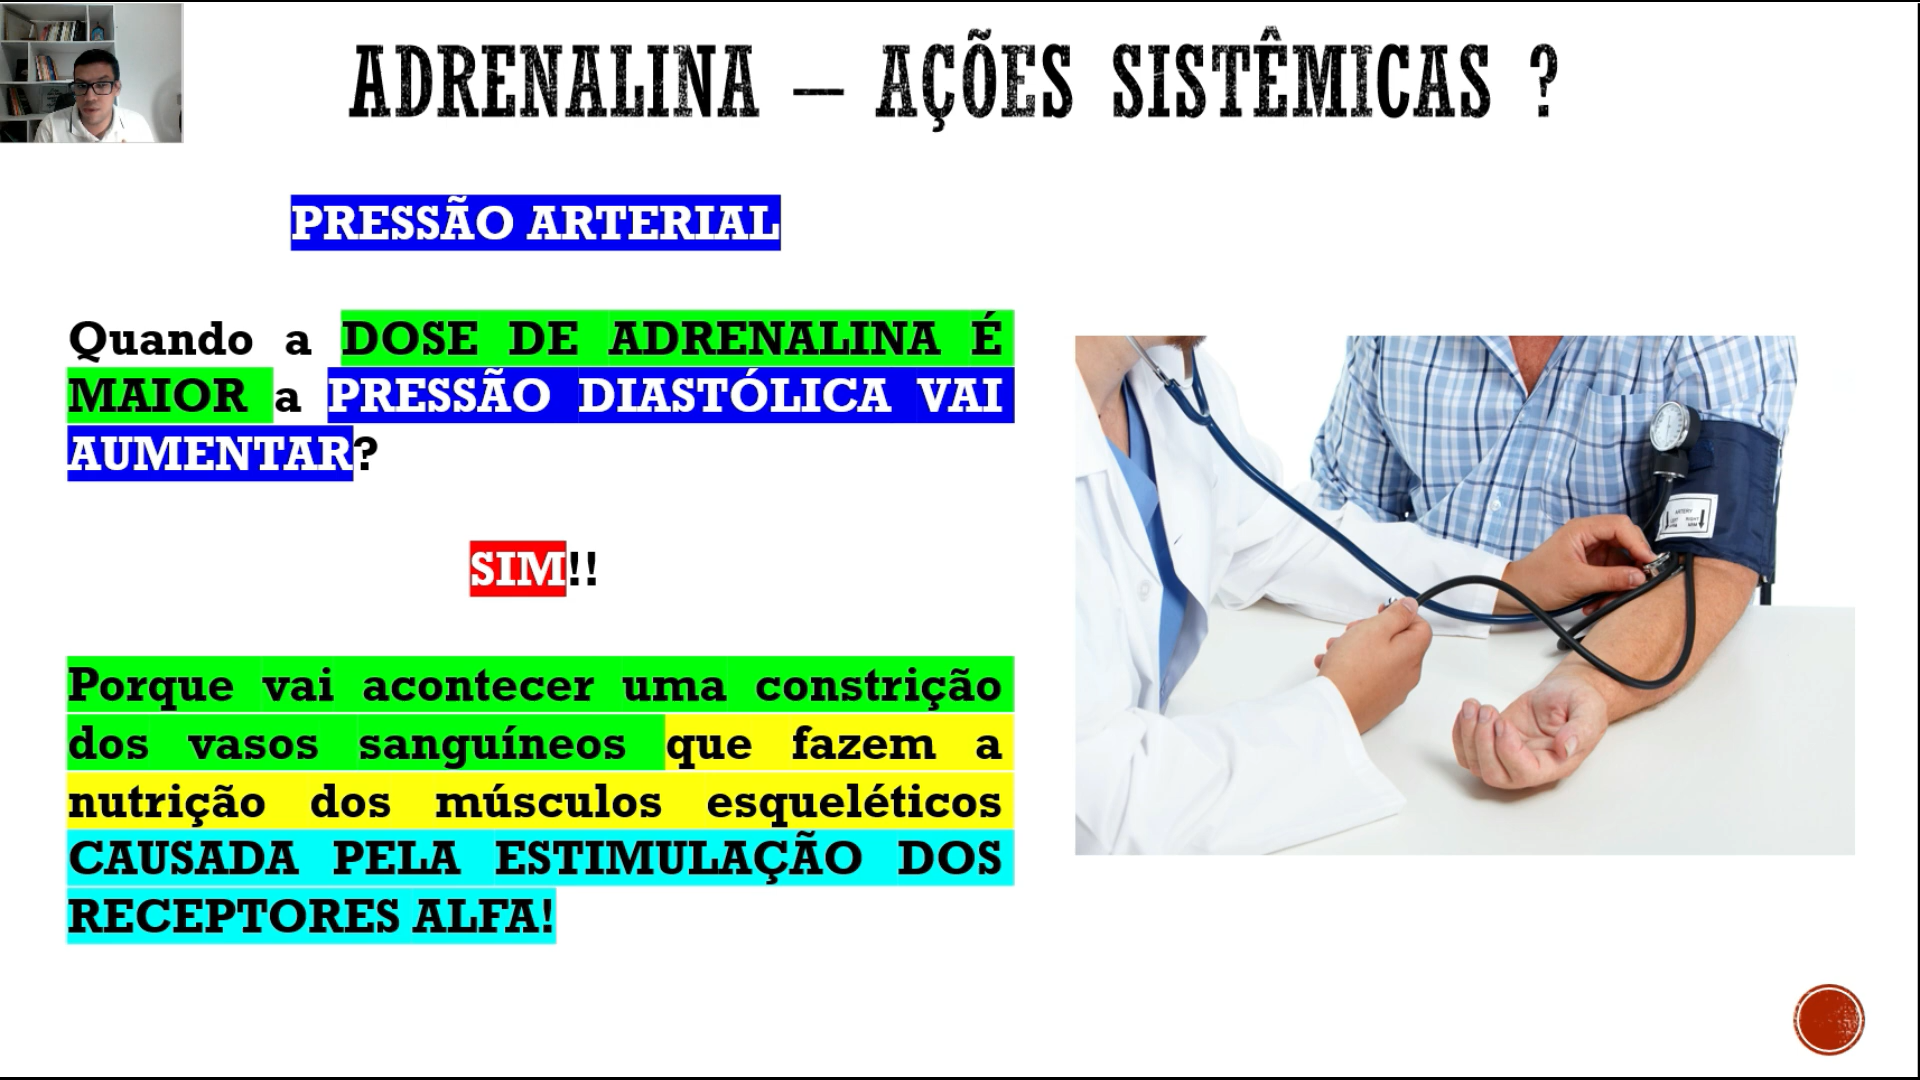 ADRENALINA – AÇÕES SISTÊMICAS ?
PRESSÃO ARTERIAL
Quando a DOSE DE ADRENALINA É
MAIOR a PRESSÃO DIASTÓLICA VAI
AUMENTAR?
SIM!!
Porque vai acontecer uma constrição
dos vasos sanguíneos que fazem a
nutrição dos músculos esqueléticos
CAUSADA PELA ESTIMULAÇÃO DOS
RECEPTORES ALFA!
ARTERY